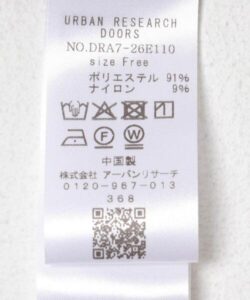 URBAN RESEARCH
DOORS
NO.DRA7-26E110
size Free
ポリエステル 91%
ナイロン 9%
中国製
株式会社 アーバンリサーチ
0120-987-013
368